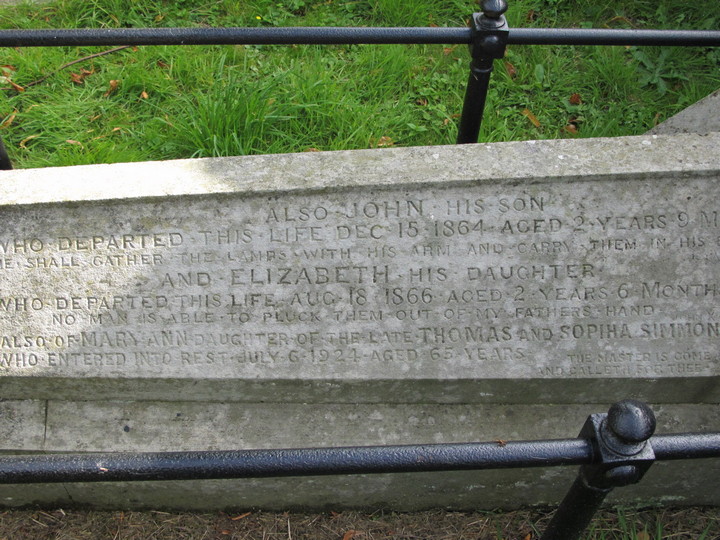 ALSO · JOHN · HIS SON
WHO · DEPARTED · THIS · LIFE DEC 15 · 1864 · AGED · 2 · YEARS 9 M
HE · SHALL GATHER THE LAMBS · WITH HIS ARM AND CARRY · THEM IN HIS
AND · ELIZABETH · HIS DAUGHTER
WHO · DEPARTED THIS LIFE AUG 18 1866 AGED 2 YEARS 6 MONTH
NO MAN · IS ABLE · TO PLUCK THEM OUT OF MY FATHERS HAND
ALSO · OF MARY ANN DAUGHTER OF THE LATE THOMAS AND SOPIHA SIMMON
WHO ENTERED INTO REST · JULY 6 · 1924 · AGED 65 YEARS
THE MASTER IS COME
AND CALLETH FOR THEE